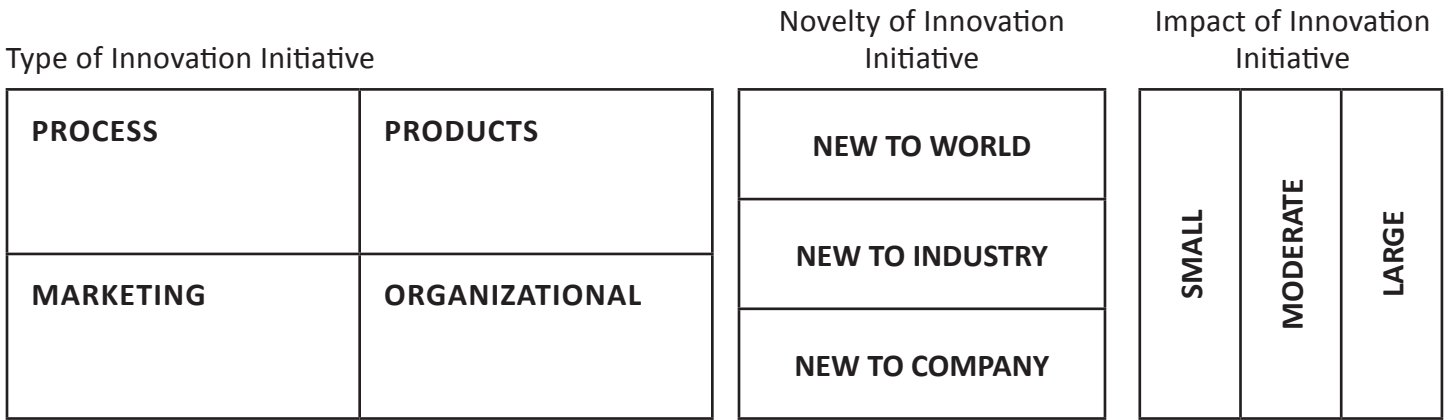 Type of Innovation Initiative
Novelty of Innovation
Initiative
Impact of Innovation
Initiative
PROCESS
PRODUCTS
MARKETING
ORGANIZATIONAL
NEW TO WORLD
NEW TO INDUSTRY
NEW TO COMPANY
SMALL
MODERATE
LARGE